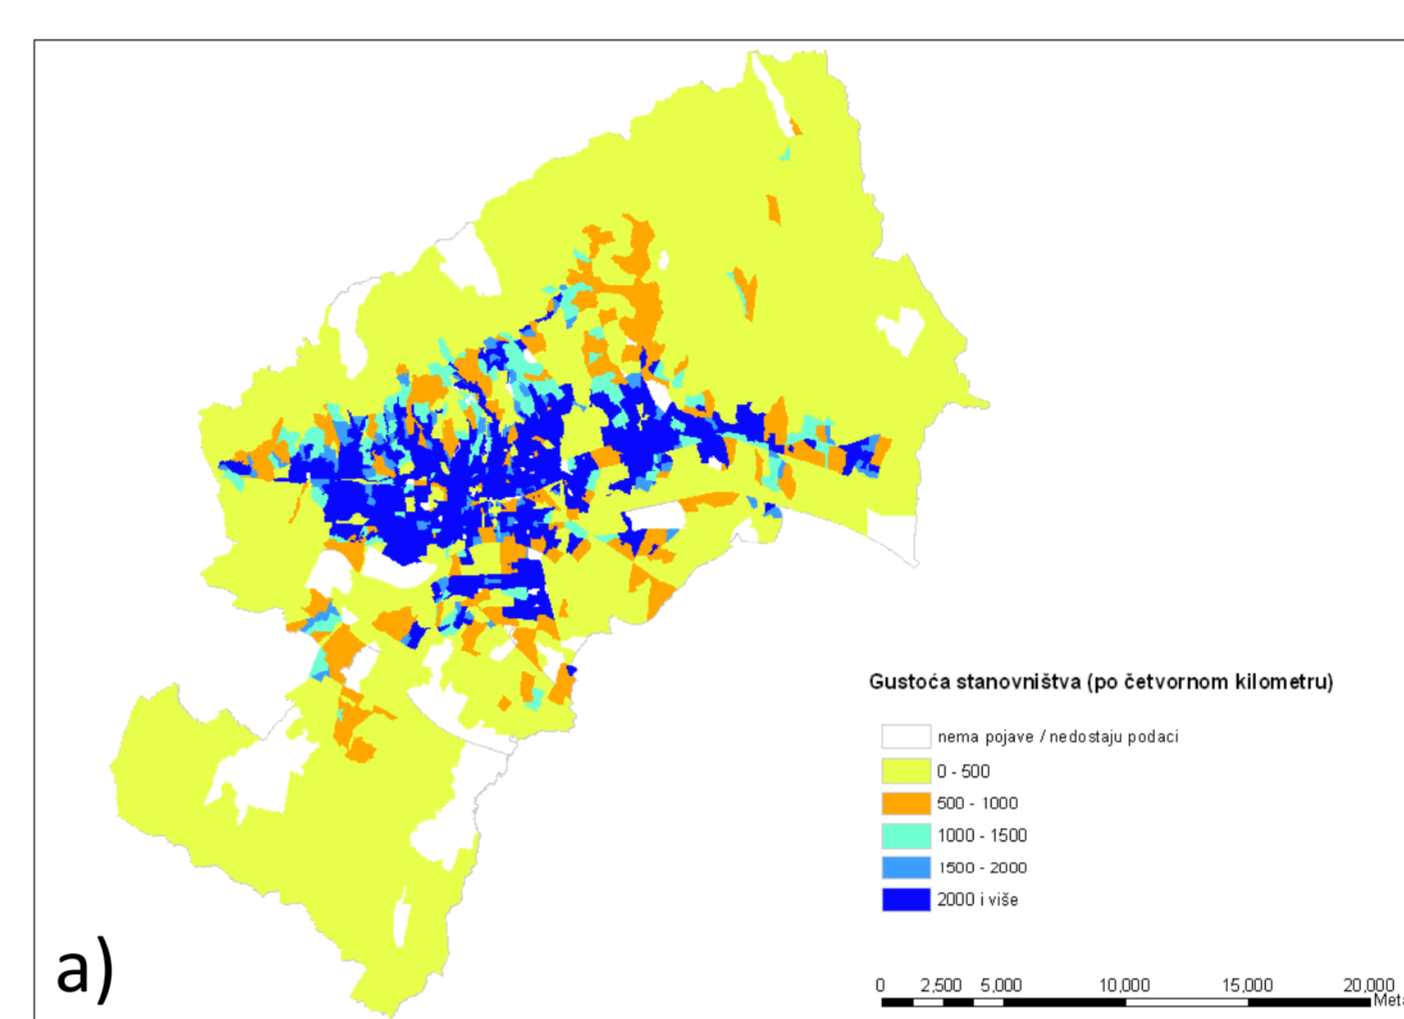 Gustoća stanovništva (po četvornom kilometru)
nema pojave / nedostaju podaci
0 - 500
500 - 1000
1000 - 1500
1500 - 2000
2000 i više
a)
0 2,500 5,000 10,000 15,000 20,000